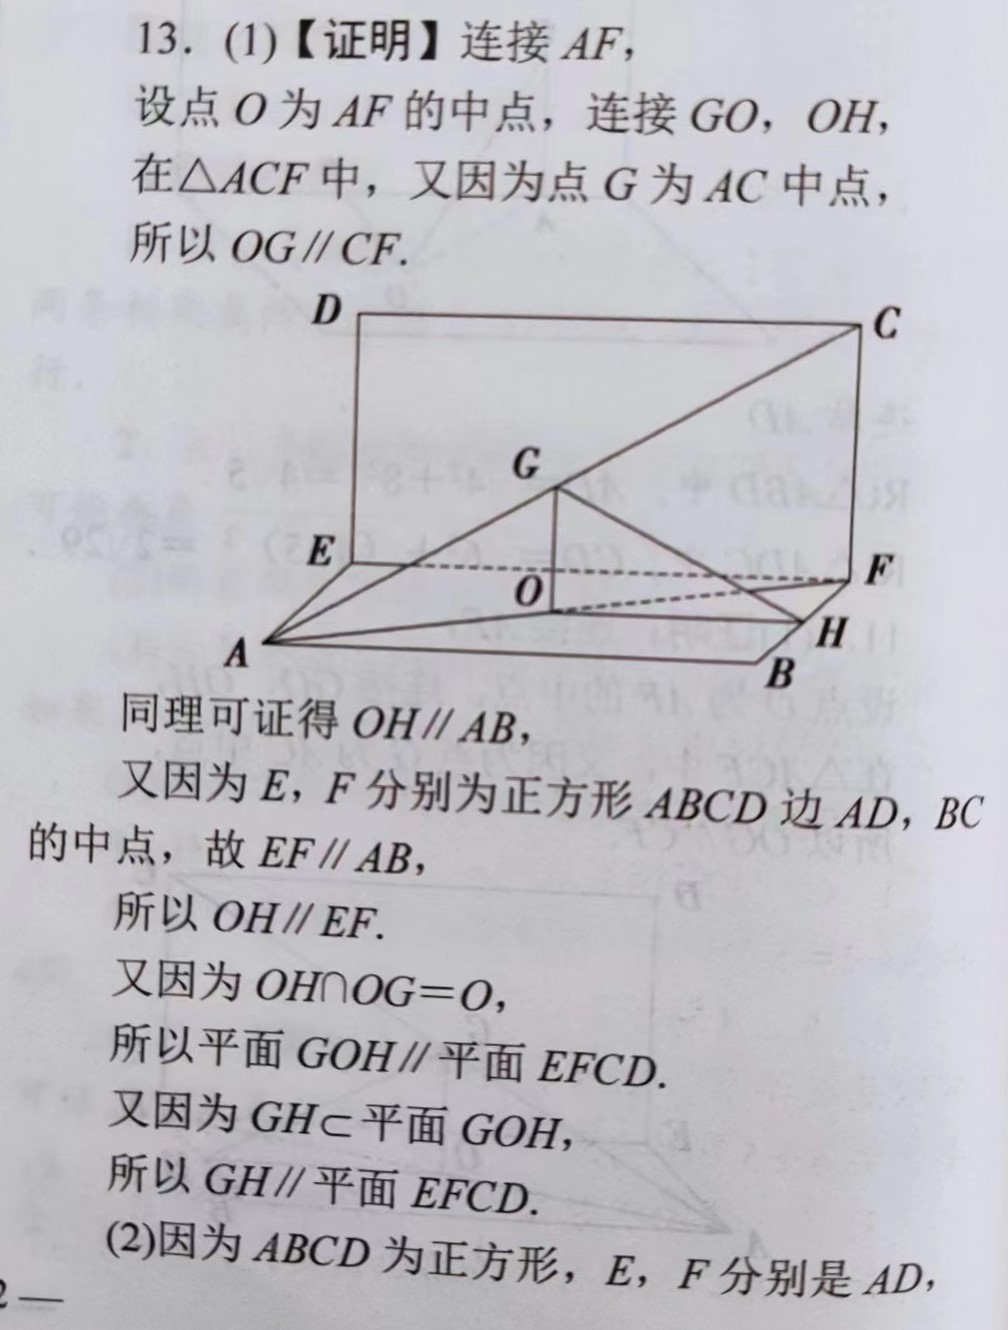 13. (1)【证明】连接 AF,
设点 O 为 AF 的中点，连接 GO，OH，
在△ACF 中，又因为点 G 为 AC 中点，
所以 OG∥CF.
D
C
G
E
F
O
H
A
B
同理可证得 OH∥AB，
又因为 E，F 分别为正方形 ABCD 边 AD，BC
的中点，故 EF∥AB，
所以 OH∥EF.
又因为 OH∩OG=O，
所以平面 GOH∥平面 EFCD.
又因为 GH⊂平面 GOH，
所以 GH∥平面 EFCD.
(2)因为 ABCD 为正方形，E，F 分别是 AD，
2 —